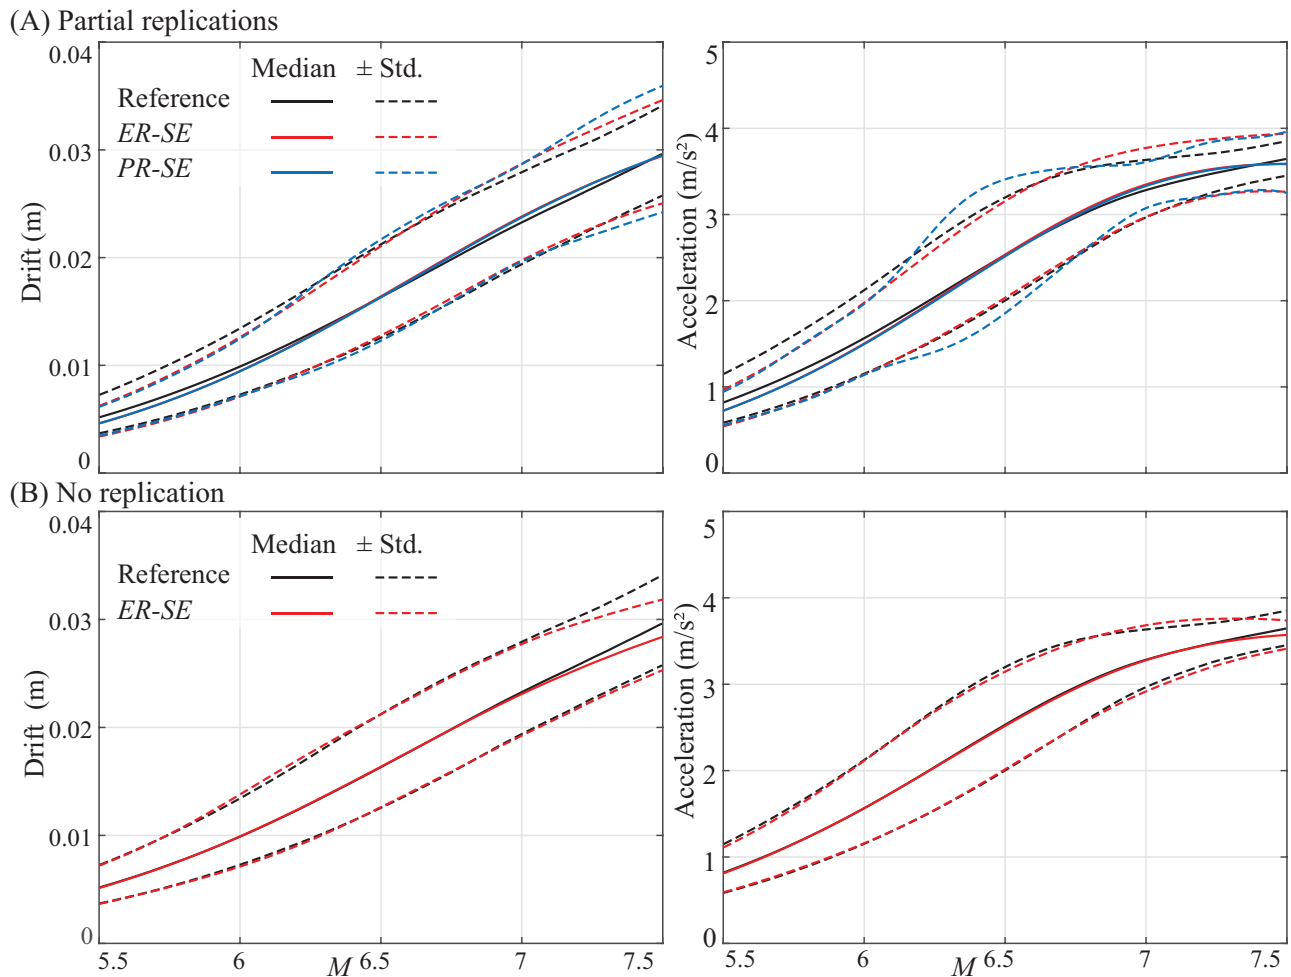 (A) Partial replications
0.04
0.03
0.02
0.01
0
Drift (m)
Median ± Std.
Reference
ER-SE
PR-SE
5
4
3
2
1
0
Acceleration (m/s²)
(B) No replication
0.04
0.03
0.02
0.01
0
Drift (m)
Median ± Std.
Reference
ER-SE
5.5 6 M 6.5 7 7.5
5
4
3
2
1
0
Acceleration (m/s²)
5.5 6 M 6.5 7 7.5